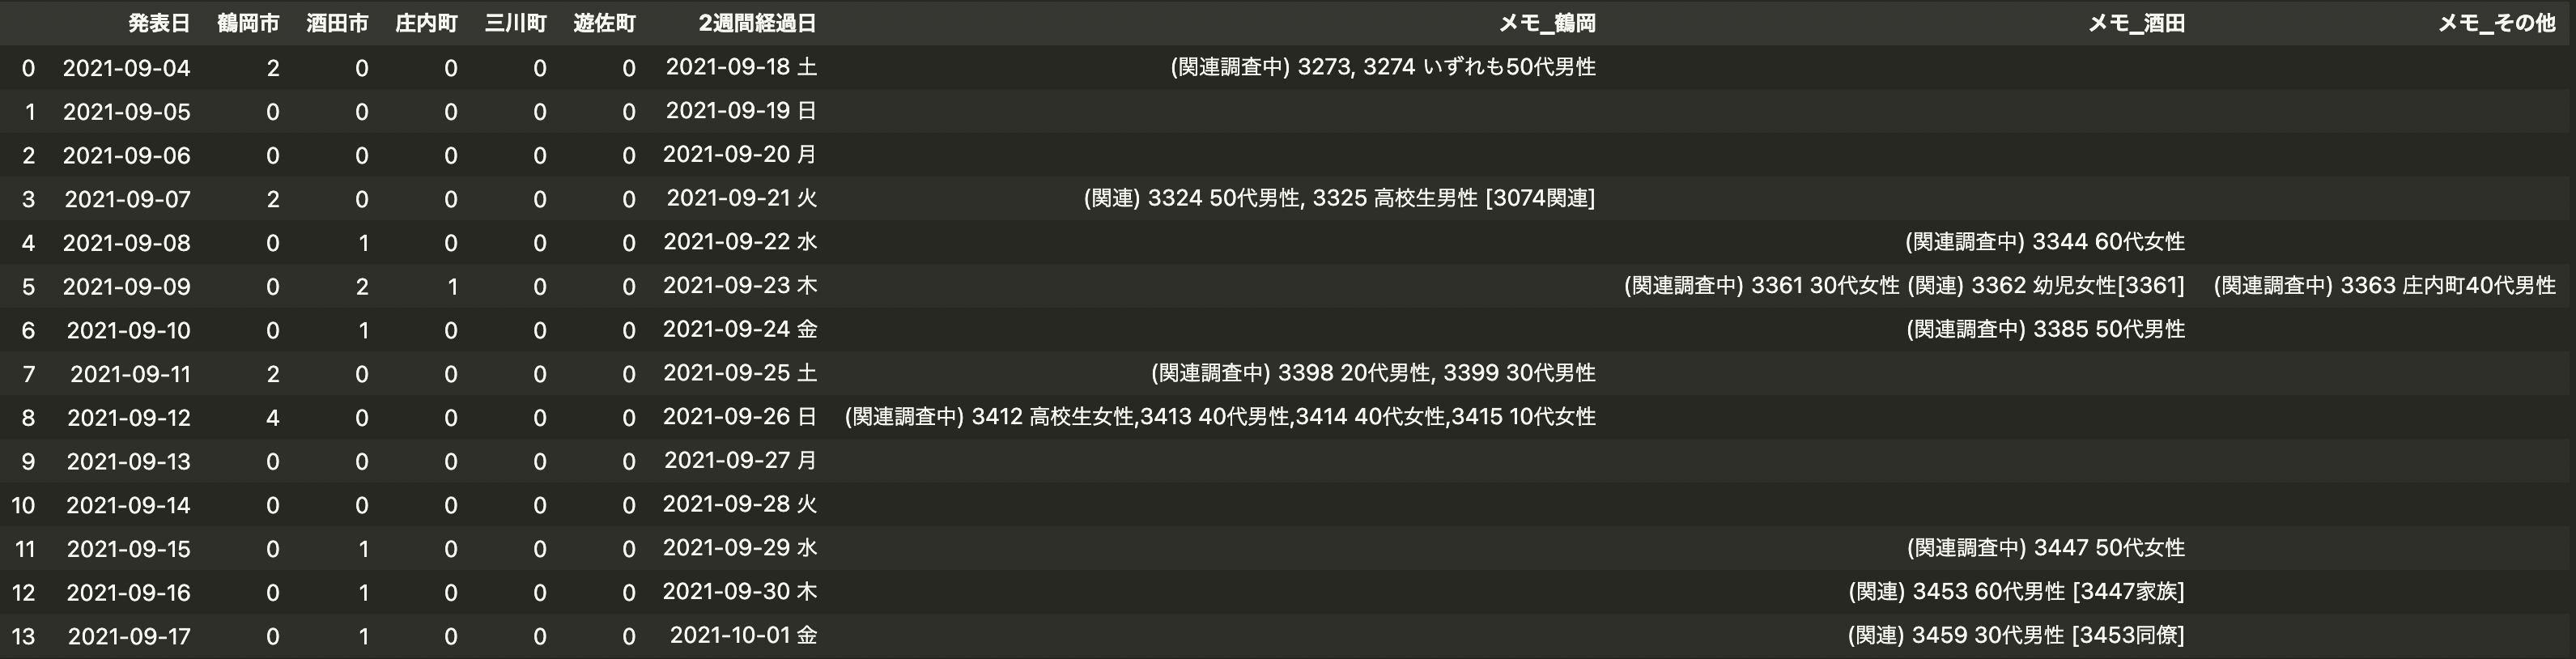 発表日 鶴岡市 酒田市 庄内町 三川町 遊佐町 2週間経過日 メモ_鶴岡 メモ_酒田 メモ_その他
0 2021-09-04 2 0 0 0 0 2021-09-18 土 (関連調査中) 3273, 3274 いずれも50代男性
1 2021-09-05 0 0 0 0 0 2021-09-19 日
2 2021-09-06 0 0 0 0 0 2021-09-20 月
3 2021-09-07 2 0 0 0 0 2021-09-21 火 (関連) 3324 50代男性, 3325 高校生男性 [3074関連]
4 2021-09-08 0 1 0 0 0 2021-09-22 水 (関連調査中) 3344 60代女性
5 2021-09-09 0 2 1 0 0 2021-09-23 木 (関連調査中) 3361 30代女性 (関連) 3362 幼児女性[3361] (関連調査中) 3363 庄内町40代男性
6 2021-09-10 0 1 0 0 0 2021-09-24 金 (関連調査中) 3385 50代男性
7 2021-09-11 2 0 0 0 0 2021-09-25 土 (関連調査中) 3398 20代男性, 3399 30代男性
8 2021-09-12 4 0 0 0 0 2021-09-26 日 (関連調査中) 3412 高校生女性,3413 40代男性,3414 40代女性,3415 10代女性
9 2021-09-13 0 0 0 0 0 2021-09-27 月
10 2021-09-14 0 0 0 0 0 2021-09-28 火
11 2021-09-15 0 1 0 0 0 2021-09-29 水 (関連調査中) 3447 50代女性
12 2021-09-16 0 1 0 0 0 2021-09-30 木 (関連) 3453 60代男性 [3447家族]
13 2021-09-17 0 1 0 0 0 2021-10-01 金 (関連) 3459 30代男性 [3453同僚]